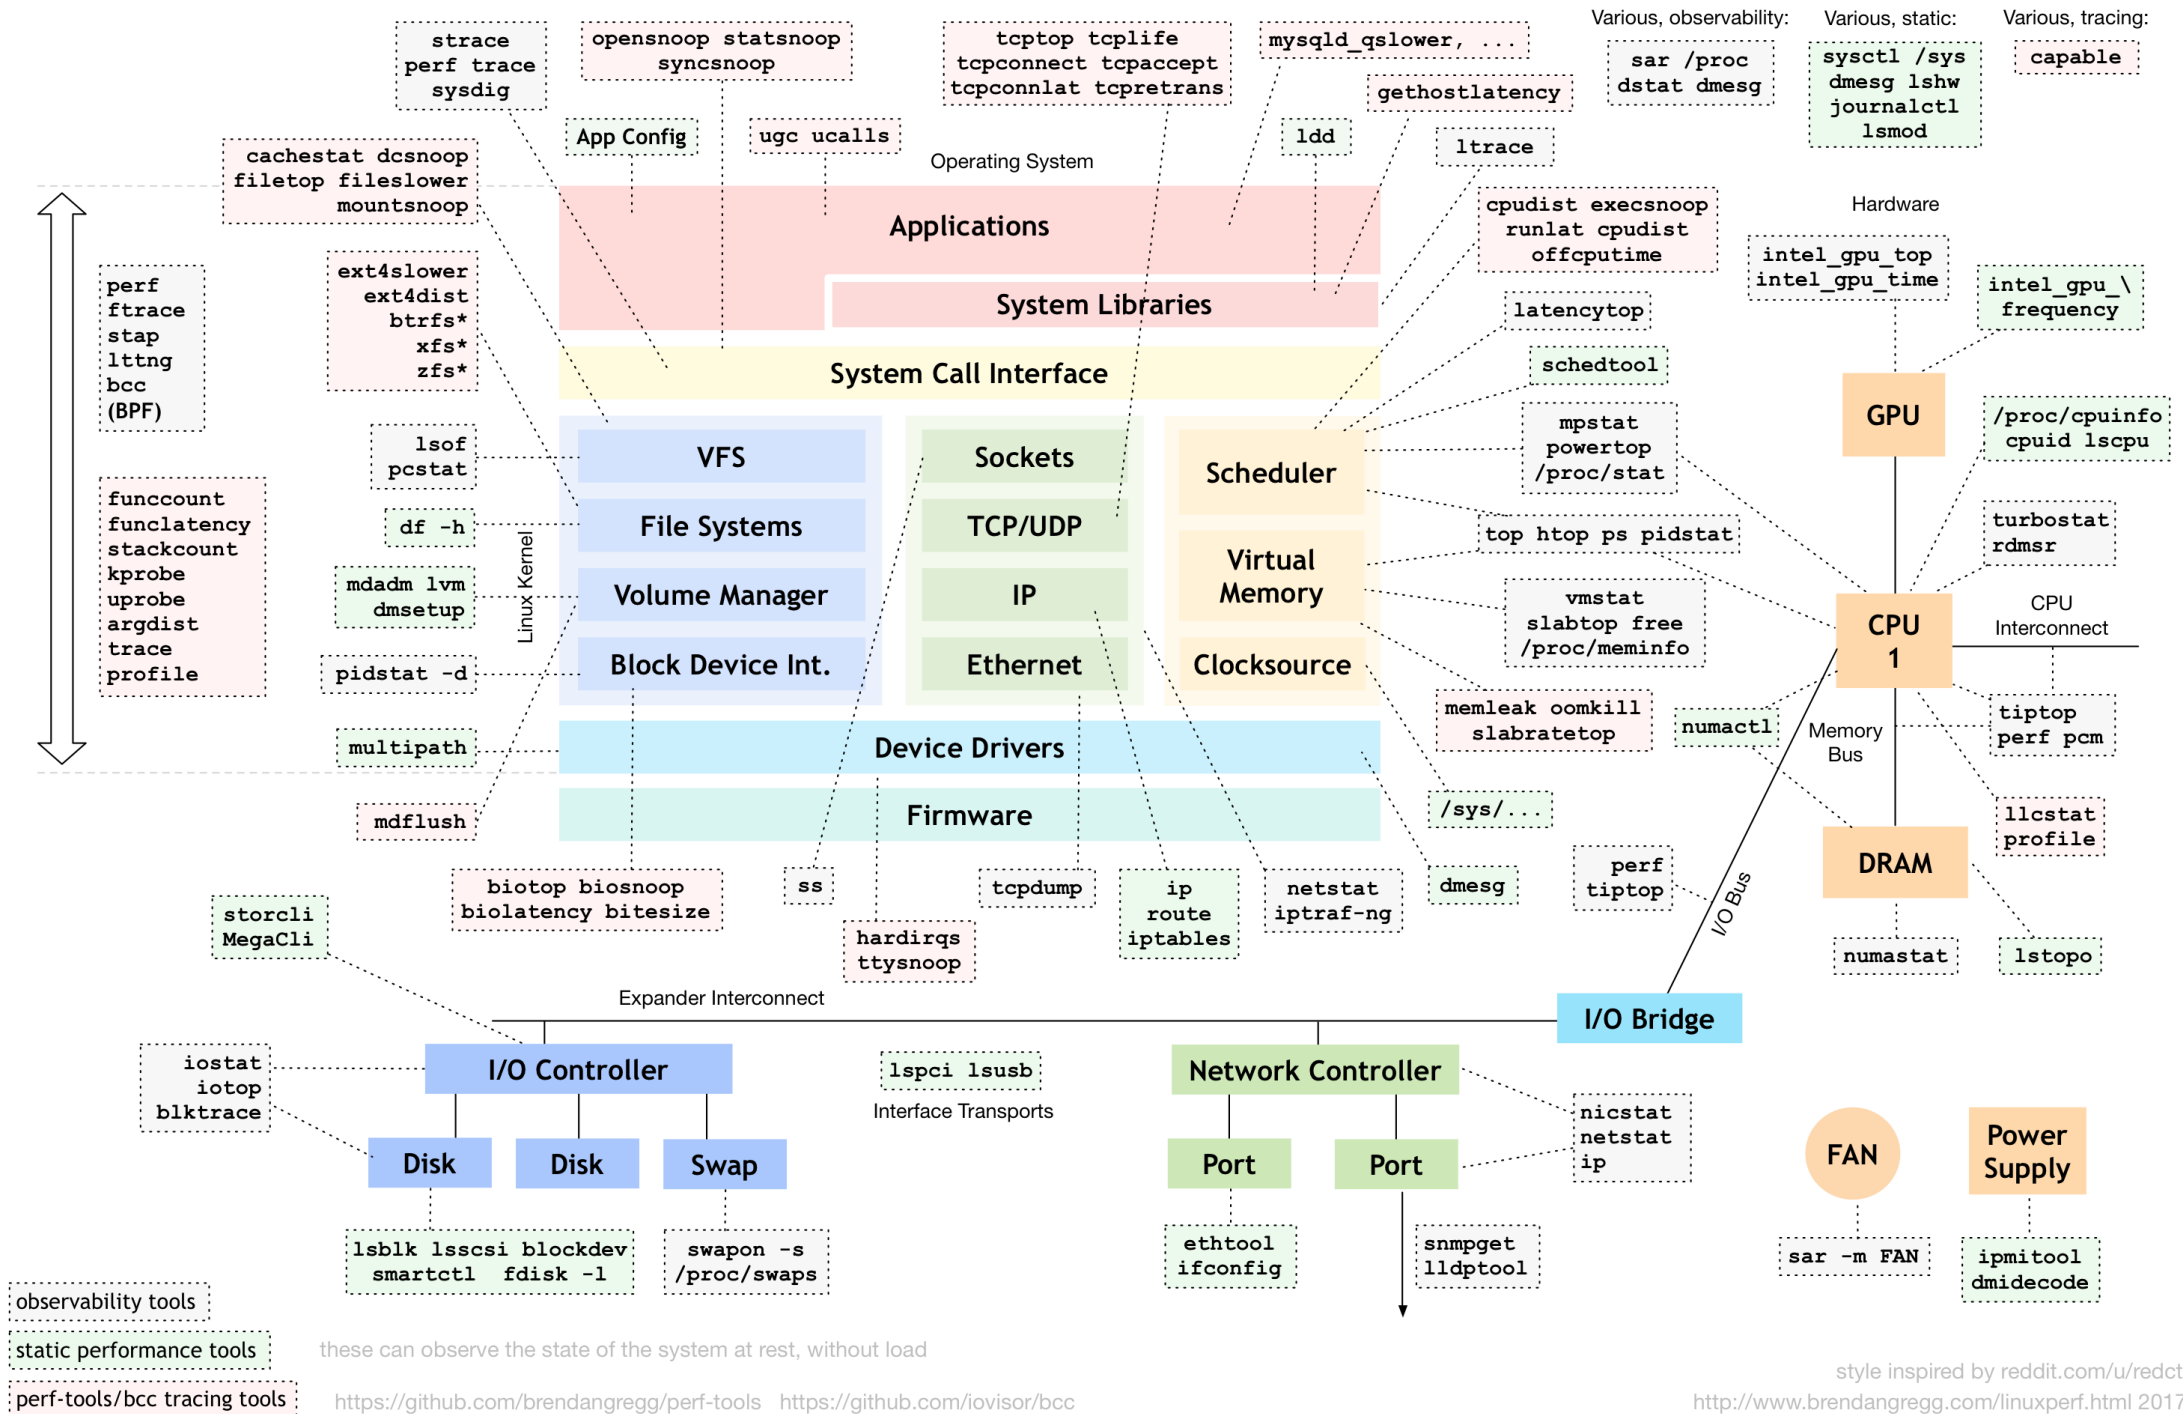 Various, observability:
sar /proc
dstat dmesg
Various, static:
sysctl /sys
dmesg lshw
journalctl
lsmod
Various, tracing:
capable
strace
perf trace
sysdig
opensnoop statsnoop
syncsnoop
tcptop tcplife
tcpconnect tcpaccept
tcpconnlat tcpretrans
mysqld_qslower, ...
gethostlatency
App Config
ugc ucalls
ldd
ltrace
Operating System
cachestat dcsnoop
filetop fileslower
mountsnoop
Applications
cpudist execsnoop
runlat cpudist
offcputime
Hardware
intel_gpu_top
intel_gpu_time
intel_gpu_\
frequency
perf
ftrace
stap
lttng
bcc
(BPF)
ext4slower
ext4dist
btrfs*
xfs*
zfs*
System Libraries
latencytop
System Call Interface
schedtool
GPU
/proc/cpuinfo
cpuid lscpu
lsof
pcstat
VFS
Sockets
Scheduler
mpstat
powertop
/proc/stat
funccount
funclatency
stackcount
kprobe
uprobe
argdist
trace
profile
df -h
Linux Kernel
File Systems
TCP/UDP
top htop ps pidstat
turbostat
rdmsr
mdadm lvm
dmsetup
Volume Manager
IP
Virtual
Memory
vmstat
slabtop free
/proc/meminfo
CPU
1
CPU
Interconnect
pidstat -d
Block Device Int.
Ethernet
Clocksource
memleak oomkill
slabratetop
numactl
Memory
Bus
tiptop
perf pcm
multipath
Device Drivers
mdflush
Firmware
/sys/...
llcstat
profile
biotop biosnoop
biolatency bitesize
ss
hardirqs
ttysnoop
tcpdump
ip
route
iptables
netstat
iptraf-ng
dmesg
perf
tiptop
I/O Bus
DRAM
numastat
lstopo
storcli
MegaCli
Expander Interconnect
I/O Bridge
iostat
iotop
blktrace
I/O Controller
lspci lsusb
Interface Transports
Network Controller
nicstat
netstat
ip
Disk
Disk
Swap
Port
Port
FAN
Power
Supply
lsblk lsscsi blockdev
smartctl fdisk -l
swapon -s
/proc/swaps
ethtool
ifconfig
snmpget
lldptool
sar -m FAN
ipmitool
dmidecode
observability tools
static performance tools
these can observe the state of the system at rest, without load
perf-tools/bcc tracing tools
https://github.com/brendangregg/perf-tools https://github.com/iovisor/bcc
style inspired by reddit.com/u/redct
http://www.brendangregg.com/linuxperf.html 2017